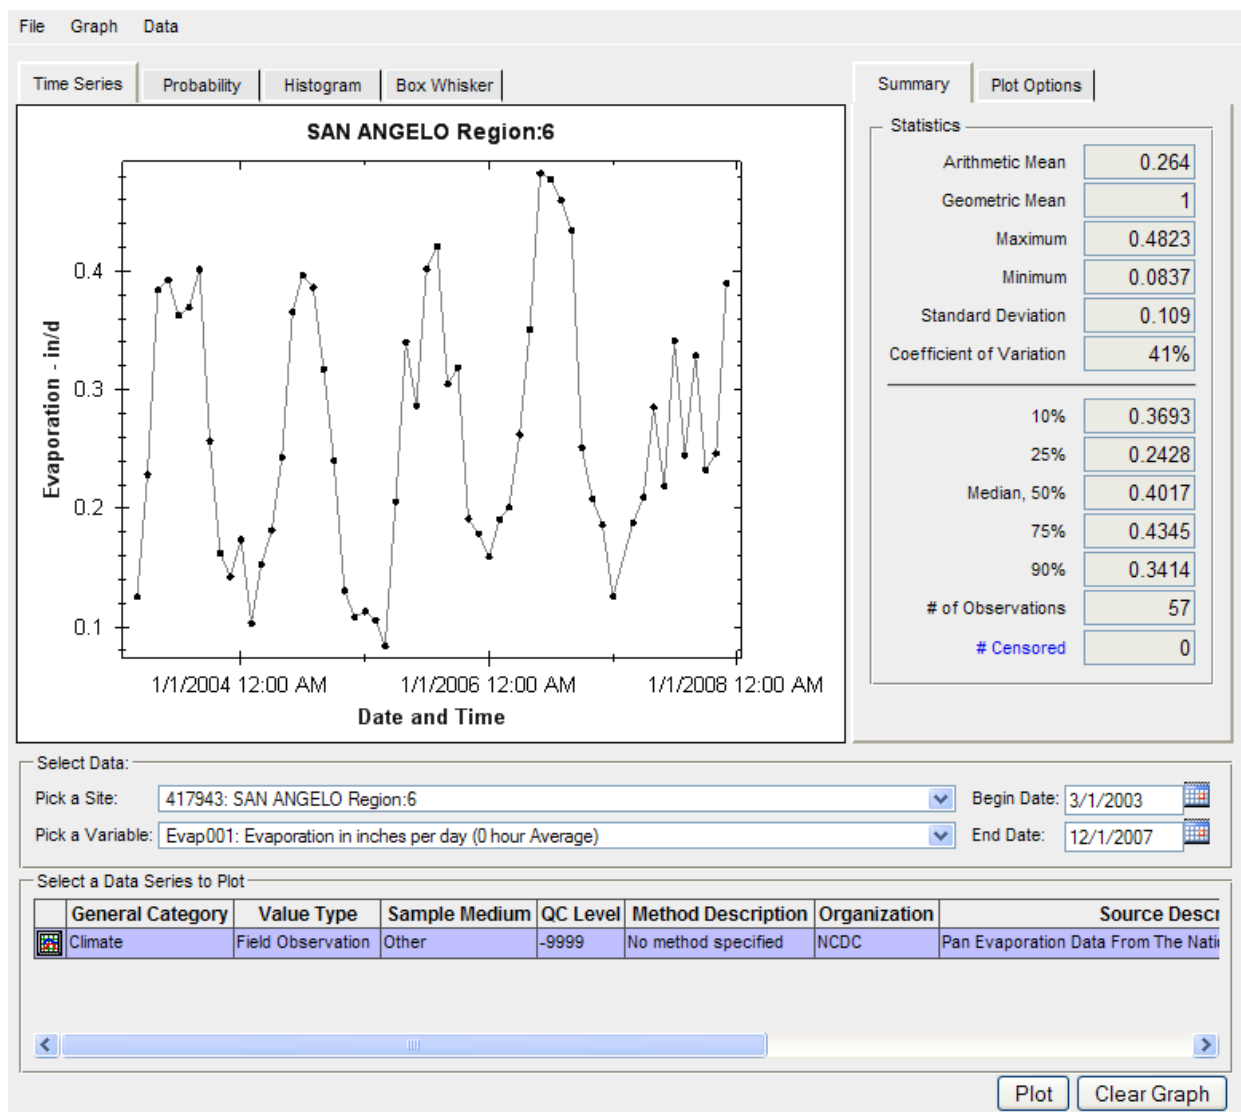 File Graph Data
Time Series Probability Histogram Box Whisker
Summary Plot Options
SAN ANGELO Region:6
Evaporation - in/d
0.4
0.3
0.2
0.1
1/1/2004 12:00 AM 1/1/2006 12:00 AM 1/1/2008 12:00 AM
Date and Time
Statistics
Arithmetic Mean 0.264
Geometric Mean 1
Maximum 0.4823
Minimum 0.0837
Standard Deviation 0.109
Coefficient of Variation 41%
10% 0.3693
25% 0.2428
Median, 50% 0.4017
75% 0.4345
90% 0.3414
# of Observations 57
# Censored 0
Select Data:
Pick a Site: 417943: SAN ANGELO Region:6 Begin Date: 3/1/2003
Pick a Variable: Evap001: Evaporation in inches per day (0 hour Average) End Date: 12/1/2007
Select a Data Series to Plot
General Category Value Type Sample Medium QC Level Method Description Organization Source Descr
Climate Field Observation Other -9999 No method specified NCDC Pan Evaporation Data From The Nati
Plot Clear Graph